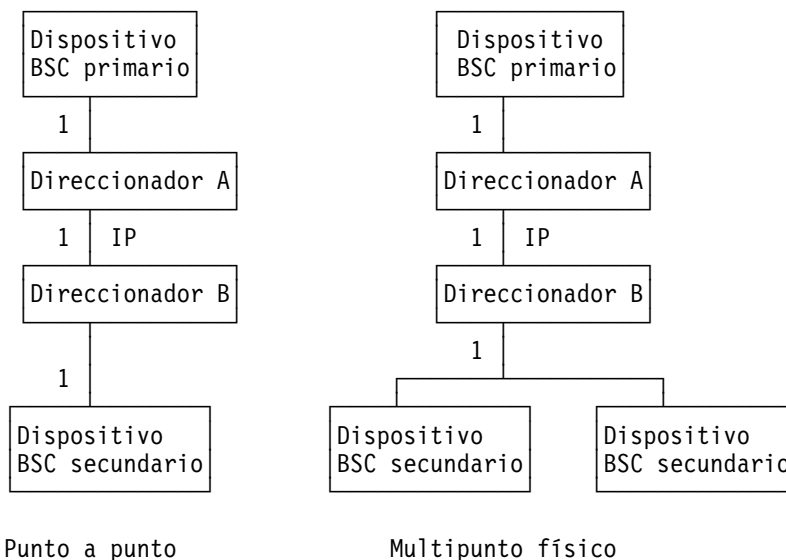 Dispositivo
BSC primario
1
Direccionador A
1 IP
Direccionador B
1
Dispositivo
BSC secundario
Punto a punto
Dispositivo
BSC primario
1
Direccionador A
1 IP
Direccionador B
1
Dispositivo
BSC secundario
Dispositivo
BSC secundario
Multipunto físico